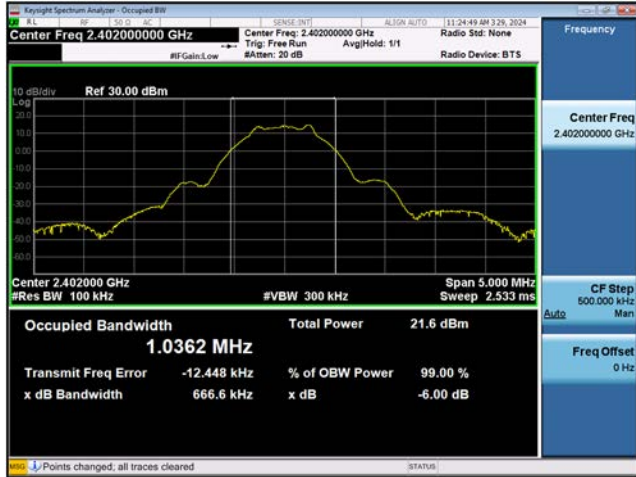 Keysight Spectrum Analyzer - Occupied BW
RL RF 50 Ω AC SENSE:INT ALIGN AUTO 11:24:49 AM 3 29, 2024
Center Freq 2.402000000 GHz
Center Freq: 2.402000000 GHz
Radio Std: None
Trig: Free Run Avg|Hold: 1/1
#IFGain:Low #Atten: 20 dB Radio Device: BTS
10 dB/div Ref 30.00 dBm
Log
20.0
10.0
0.00
-10.0
-20.0
-30.0
-40.0
-50.0
-60.0
Center 2.402000 GHz Span 5.000 MHz
#Res BW 100 kHz #VBW 300 kHz Sweep 2.533 ms
Occupied Bandwidth Total Power 21.6 dBm
1.0362 MHz
Transmit Freq Error -12.448 kHz % of OBW Power 99.00 %
x dB Bandwidth 666.6 kHz x dB -6.00 dB
Frequency
Center Freq
2.402000000 GHz
CF Step
500.000 kHz
Auto Man
Freq Offset
0 Hz
MSG Points changed; all traces cleared STATUS